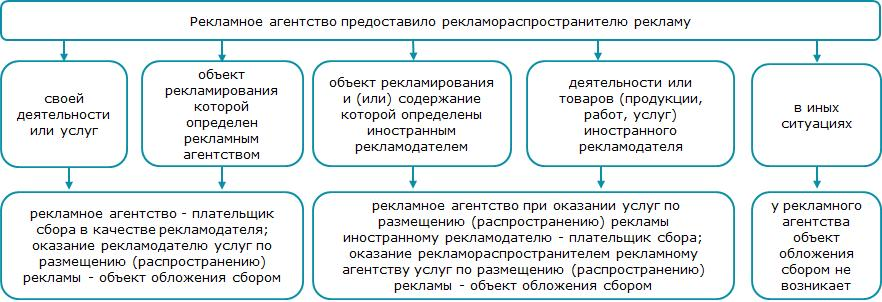 Рекламное агентство предоставило рекламораспространителю рекламу
своей
деятельности
или услуг
объект
рекламирования
которой
определен
рекламным
агентством
объект рекламирования
и (или) содержание
которой определены
иностранным
рекламодателем
деятельности или
товаров (продукции,
работ, услуг)
иностранного
рекламодателя
в иных
ситуациях
рекламное агентство - плательщик
сбора в качестве рекламодателя;
оказание рекламодателю услуг по
размещению (распространению)
рекламы - объект обложения сбором
рекламное агентство при оказании услуг по
размещению (распространению) рекламы
иностранному рекламодателю - плательщик сбора;
оказание рекламораспространителем рекламному
агентству услуг по размещению (распространению)
рекламы - объект обложения сбором
у рекламного
агентства
объект
обложения
сбором не
возникает